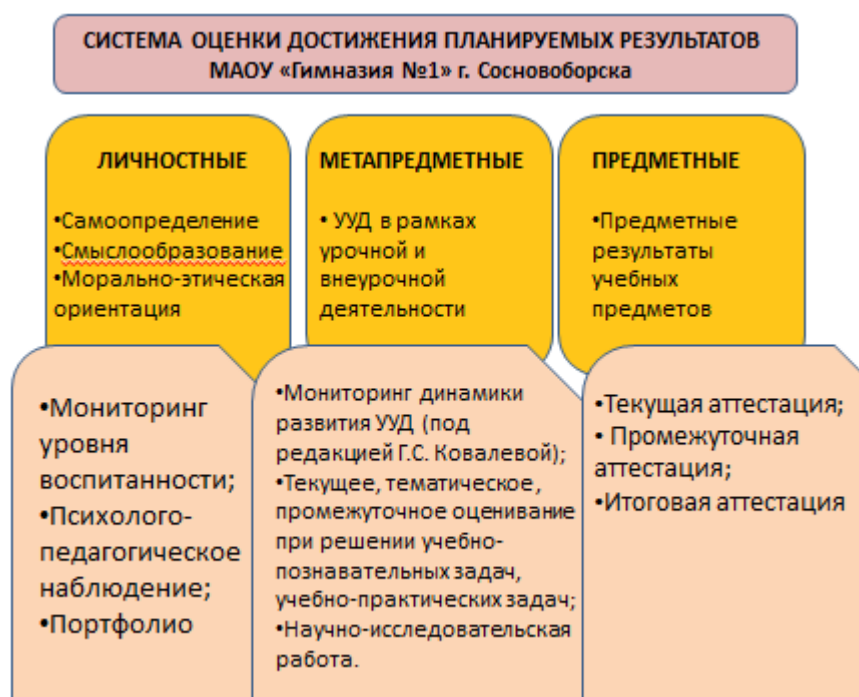 СИСТЕМА ОЦЕНКИ ДОСТИЖЕНИЯ ПЛАНИРУЕМЫХ РЕЗУЛЬТАТОВ
МАОУ «Гимназия №1» г. Сосновоборска
ЛИЧНОСТНЫЕ
•Самоопределение
•Смыслообразование
•Морально-этическая
ориентация
МЕТАПРЕДМЕТНЫЕ
• УУД в рамках
урочной и
внеурочной
деятельности
ПРЕДМЕТНЫЕ
•Предметные
результаты
учебных
предметов
•Мониторинг
уровня
воспитанности;
•Психолого-
педагогическое
наблюдение;
•Портфолио
•Мониторинг динамики
развития УУД (под
редакцией Г.С. Ковалевой);
•Текущее, тематическое,
промежуточное оценивание
при решении учебно-
познавательных задач,
учебно-практических задач;
•Научно-исследовательская
работа.
•Текущая аттестация;
• Промежуточная
аттестация;
•Итоговая аттестация